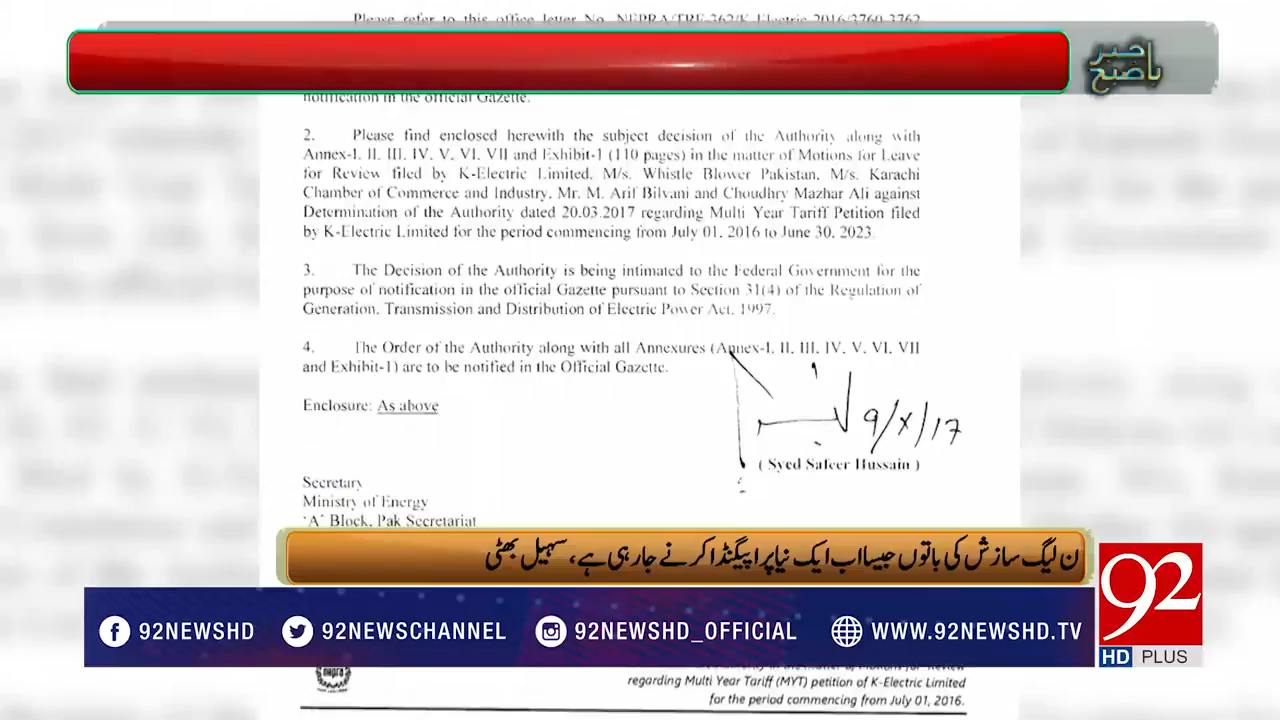 Please refer to this office letter No. NEPRA/TRF-362/K-Electric-2016/3760-3762
باخبر صبح
notification in the official Gazette.
2. Please find enclosed herewith the subject decision of the Authority along with
Annex-I, II, III, IV, V, VI, VII and Exhibit-1 (110 pages) in the matter of Motions for Leave
for Review filed by K-Electric Limited, M/s. Whistle Blower Pakistan, M/s. Karachi
Chamber of Commerce and Industry, Mr. M. Arif Bilvani and Choudhry Mazhar Ali against
Determination of the Authority dated 20.03.2017 regarding Multi Year Tariff Petition filed
by K-Electric Limited for the period commencing from July 01, 2016 to June 30, 2023.
3. The Decision of the Authority is being intimated to the Federal Government for the
purpose of notification in the official Gazette pursuant to Section 31(4) of the Regulation of
Generation, Transmission and Distribution of Electric Power Act, 1997.
4. The Order of the Authority along with all Annexures (Annex-I, II, III, IV, V, VI, VII
and Exhibit-1) are to be notified in the Official Gazette.
Enclosure: As above
9/X/17
( Syed Safeer Hussain )
Secretary
Ministry of Energy
'A' Block, Pak Secretariat
ن لیگ سازش کی باتوں جیسا اب ایک نیا پراپیگنڈا کرنے جارہی ہے، سہیل بھٹی
92NEWSHD 92NEWSCHANNEL 92NEWSHD_OFFICIAL WWW.92NEWSHD.TV
92
HD PLUS
nepra
regarding Multi Year Tariff (MYT) petition of K-Electric Limited
for the period commencing from July 01, 2016.